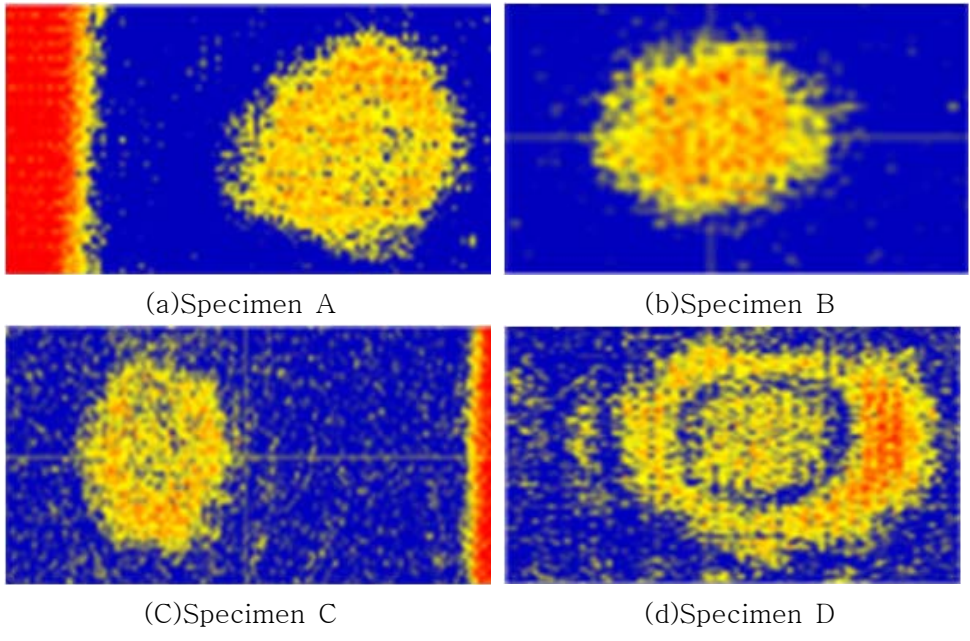 (a)Specimen A
(b)Specimen B
(C)Specimen C
(d)Specimen D